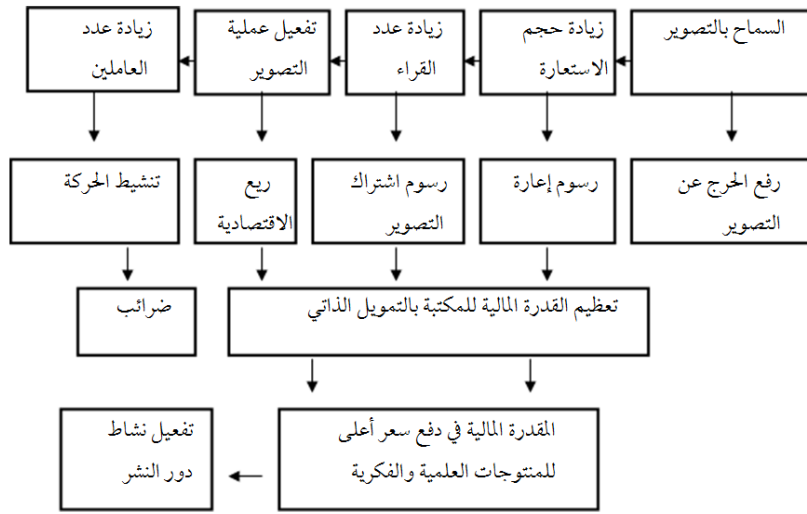 السماح بالتصوير
زيادة حجم
الاستعارة
زيادة عدد
القراء
تفعيل عملية
التصوير
زيادة عدد
العاملين
رفع الحرج عن
التصوير
رسوم إعارة
رسوم اشتراك
التصوير
ريع
الاقتصادية
تنشيط الحركة
تعظيم القدرة المالية للمكتبة بالتمويل الذاتي
ضرائب
المقدرة المالية في دفع سعر أعلى
للمنتوجات العلمية والفكرية
تفعيل نشاط
دور النشر